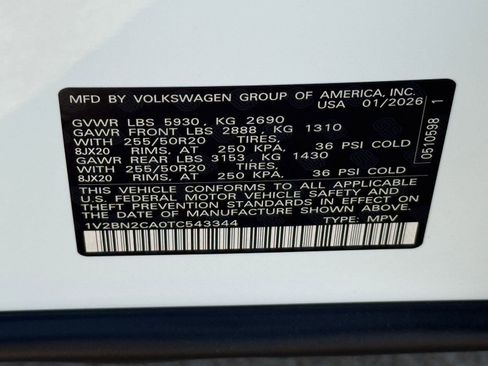 MFD BY VOLKSWAGEN GROUP OF AMERICA, INC.
USA 01/2026
GVWR LBS 5930, KG 2690
GAWR FRONT LBS 2888, KG 1310
WITH 255/50R20 TIRES,
8JX20 RIMS, AT 250 KPA, 36 PSI COLD
GAWR REAR LBS 3153, KG 1430
WITH 255/50R20 TIRES,
8JX20 RIMS, AT 250 KPA, 36 PSI COLD
THIS VEHICLE CONFORMS TO ALL APPLICABLE
U.S. FEDERAL MOTOR VEHICLE SAFETY AND
THEFT PREVENTION STANDARDS IN EFFECT ON
THE DATE OF MANUFACTURE SHOWN ABOVE.
1V2BN2CA0TC543344 TYPE: MPV
0510598 1